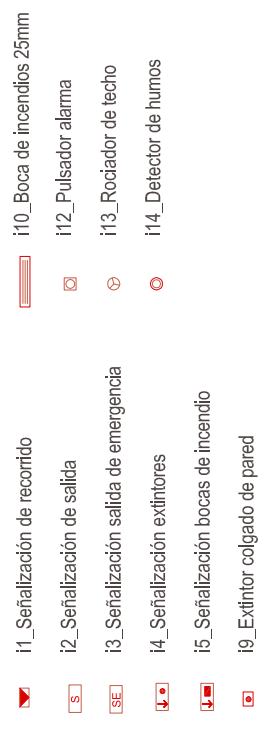 i1_Señalización de recorrido
S i2_Señalización de salida
SE i3_Señalización salida de emergencia
i4_Señalización extintores
i5_Señalización bocas de incendio
i9_Extintor colgado de pared
i10_Boca de incendios 25mm
i12_Pulsador alarma
i13_Rociador de techo
i14_Detector de humos